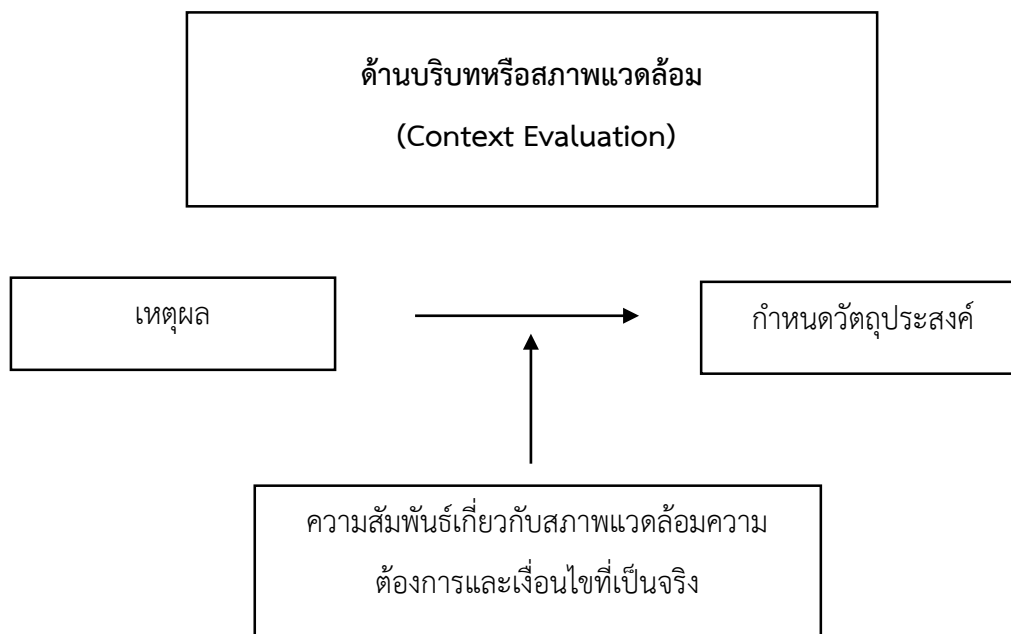 ด้านบริบทหรือสภาพแวดล้อม
(Context Evaluation)
เหตุผล
กำหนดวัตถุประสงค์
ความสัมพันธ์เกี่ยวกับสภาพแวดล้อมความ
ต้องการและเงื่อนไขที่เป็นจริง